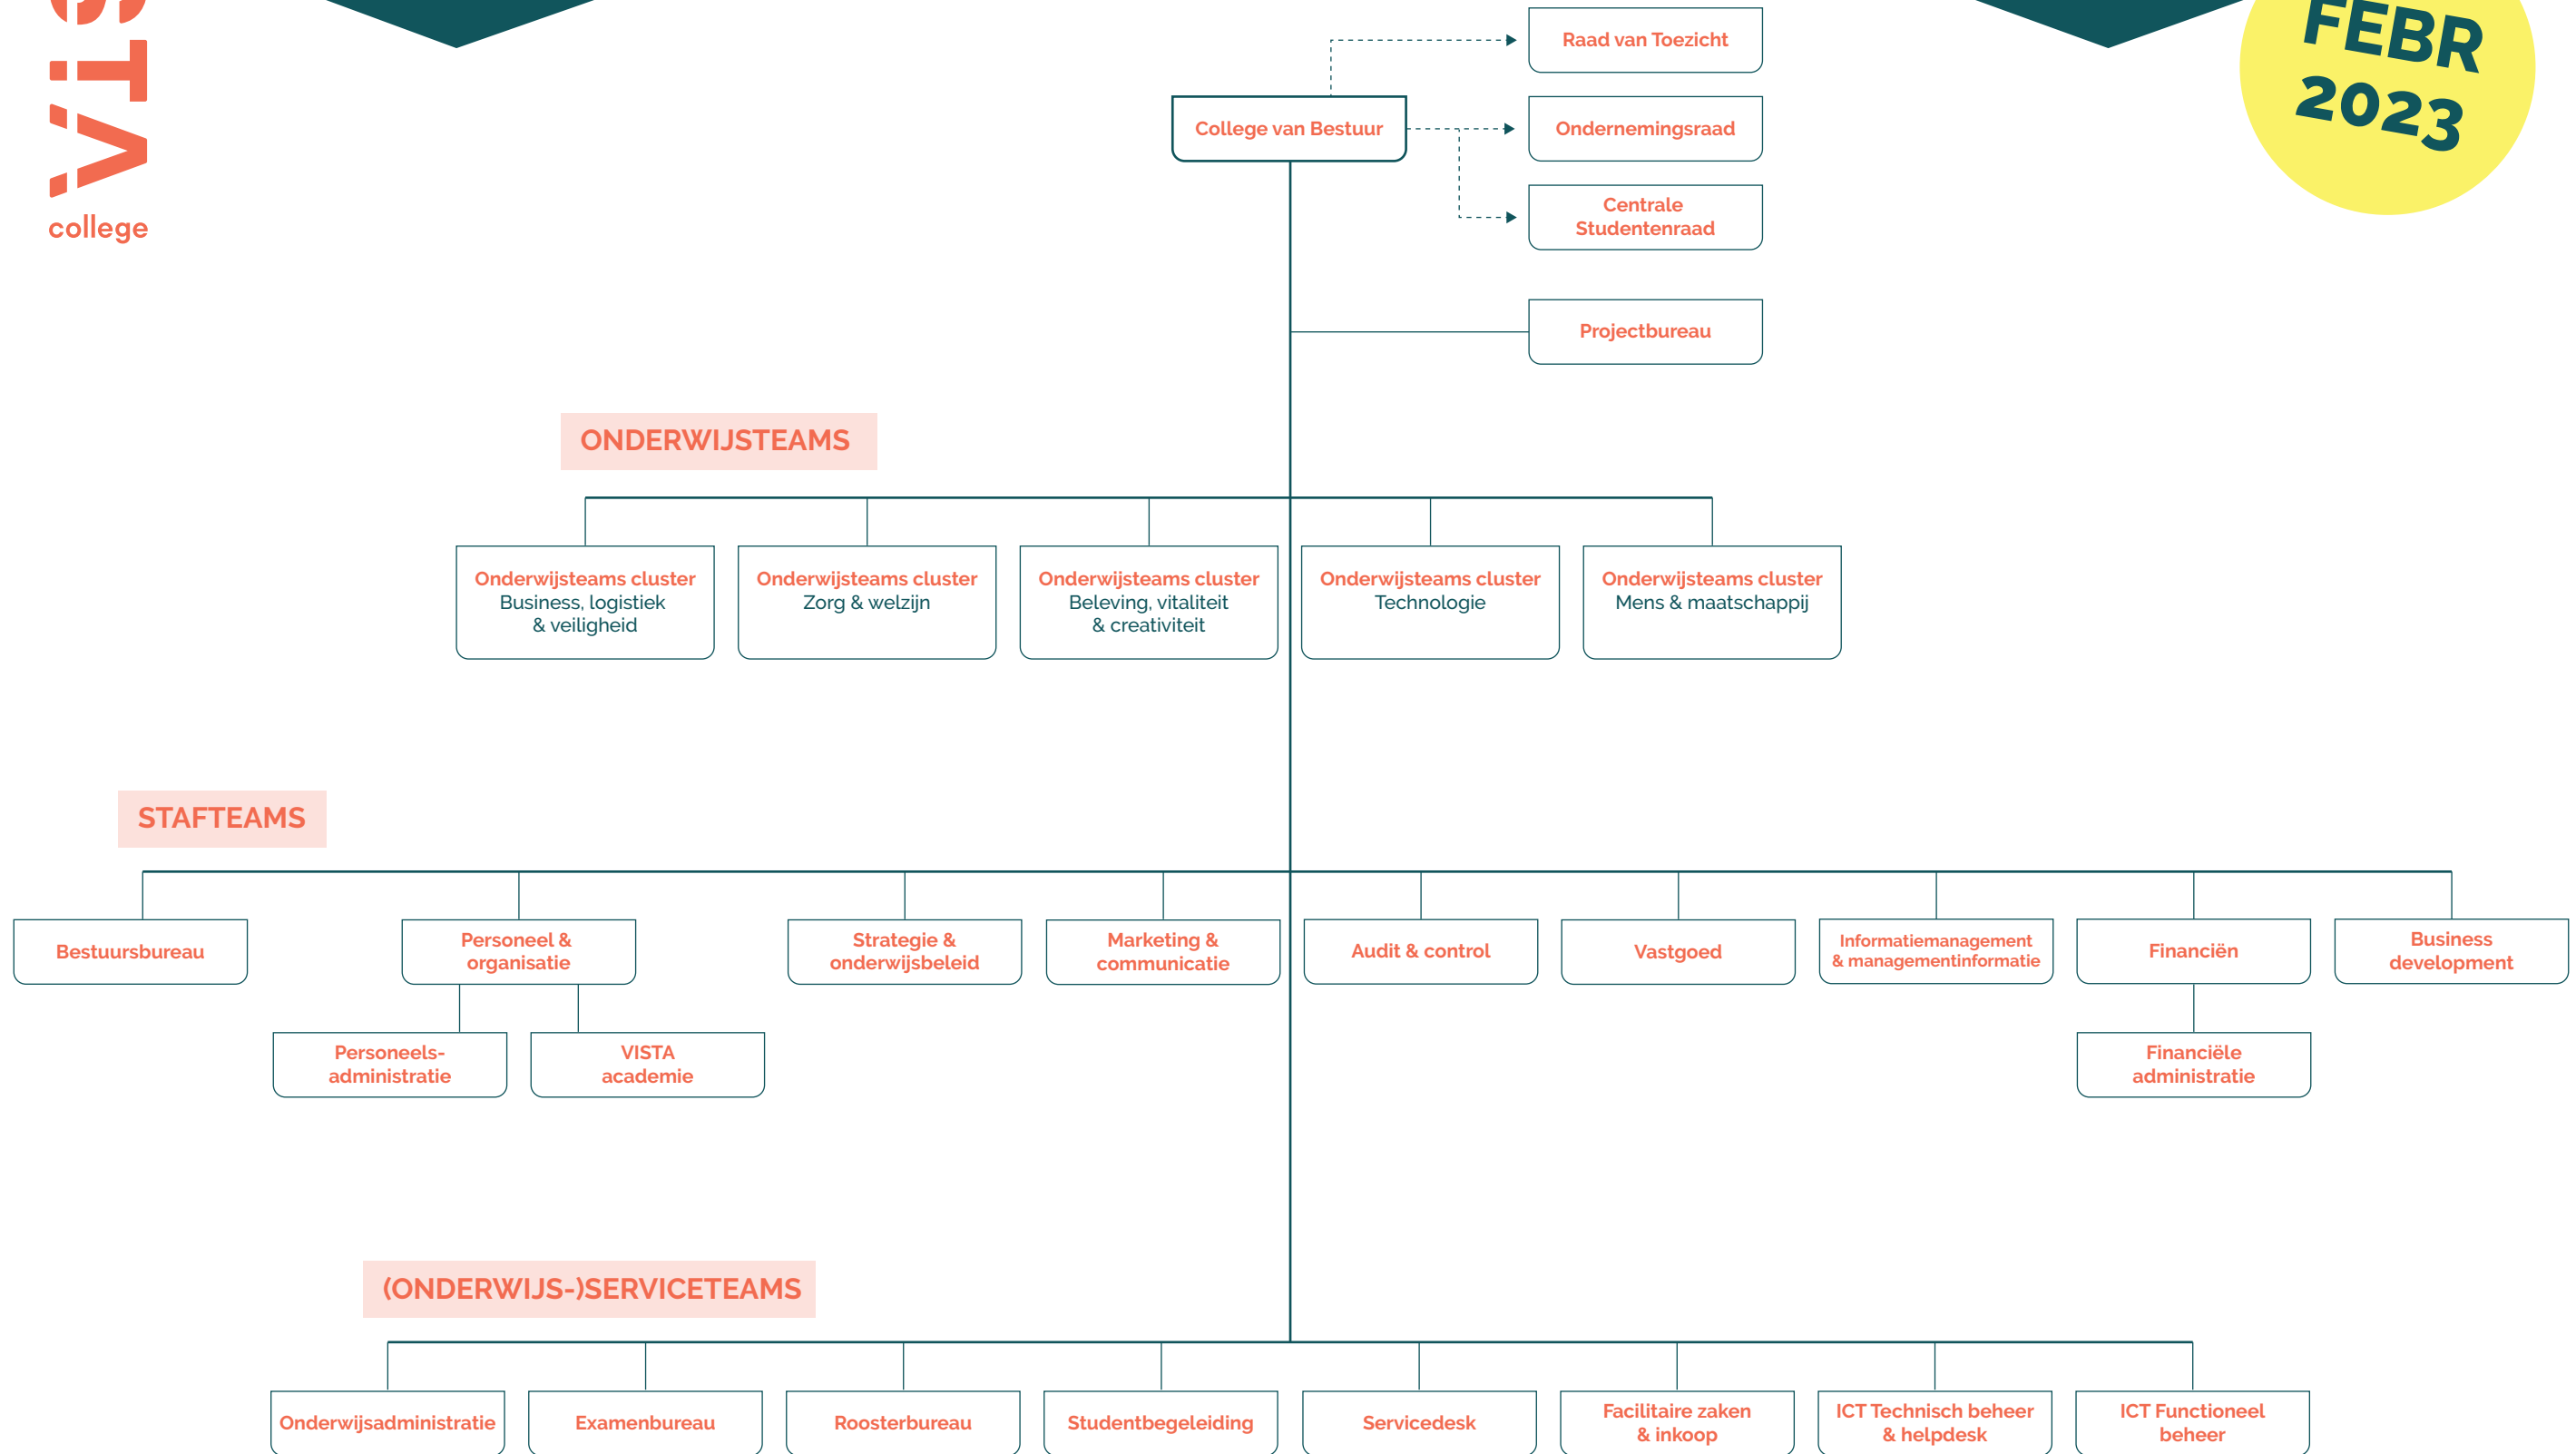 college
FEBR
2023
Raad van Toezicht
College van Bestuur
Ondernemingsraad
Centrale
Studentenraad
Projectbureau
ONDERWIJSTEAMS
Onderwijsteams cluster
Business, logistiek
& veiligheid
Onderwijsteams cluster
Zorg & welzijn
Onderwijsteams cluster
Beleving, vitaliteit
& creativiteit
Onderwijsteams cluster
Technologie
Onderwijsteams cluster
Mens & maatschappij
STAFTEAMS
Bestuursbureau
Personeel &
organisatie
Strategie &
onderwijsbeleid
Marketing &
communicatie
Audit & control
Vastgoed
Informatiemanagement
& managementinformatie
Financiën
Business
development
Personeels-
administratie
VISTA
academie
Financiële
administratie
(ONDERWIJS-)SERVICETEAMS
Onderwijsadministratie
Examenbureau
Roosterbureau
Studentbegeleiding
Servicedesk
Facilitaire zaken
& inkoop
ICT Technisch beheer
& helpdesk
ICT Functioneel
beheer